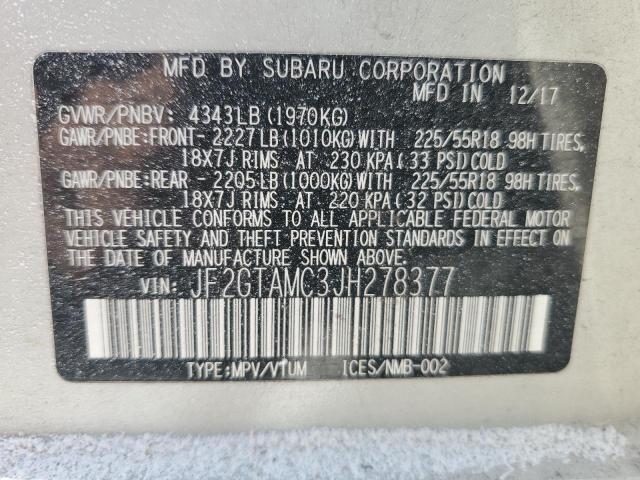 MFD BY SUBARU CORPORATION
MFD IN 12/17
GVWR/PNBV: 4343LB(1970KG)
GAWR/PNBE:FRONT- 2227LB(1010KG)WITH 225/55R18 98H TIRES,
18X7J RIMS, AT 230 KPA( 33 PSI)COLD
GAWR/PNBE:REAR - 2205LB(1000KG)WITH 225/55R18 98H TIRES,
18X7J RIMS, AT 220 KPA( 32 PSI)COLD
THIS VEHICLE CONFORMS TO ALL APPLICABLE FEDERAL MOTOR
VEHICLE SAFETY AND THEFT PREVENTION STANDARDS IN EFFECT ON
THE DATE OF MANUFACTURE SHOWN ABOVE.
VIN: JF2GTAMC3JH278377
TYPE:MPV/VTUM ICES/NMB-002